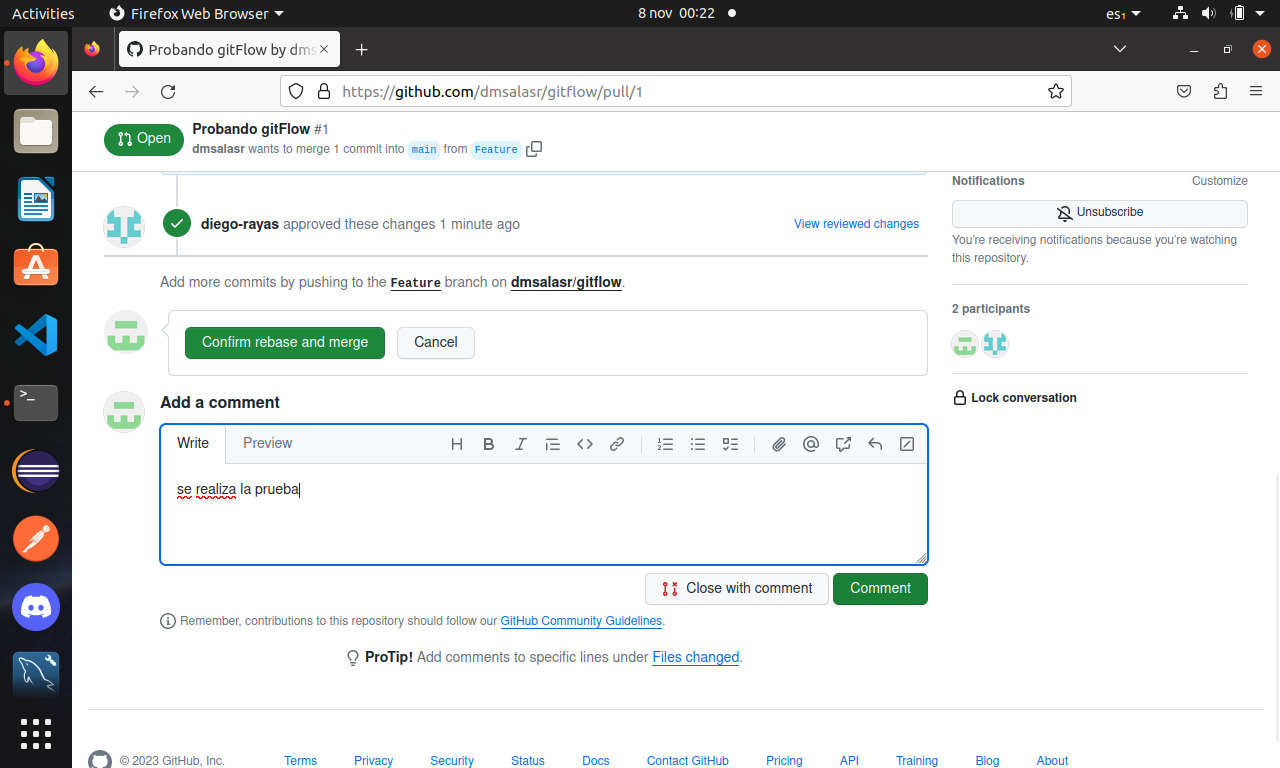 Activities
Firefox Web Browser
8 nov 00:22
es₁
Probando gitFlow by dms
https://github.com/dmsalasr/gitflow/pull/1
Open
Probando gitFlow #1
dmsalasr wants to merge 1 commit into main from Feature
diego-rayas approved these changes 1 minute ago
View reviewed changes
Add more commits by pushing to the Feature branch on dmsalasr/gitflow.
Confirm rebase and merge
Cancel
Add a comment
Write
Preview
se realiza la prueba
Close with comment
Comment
Remember, contributions to this repository should follow our GitHub Community Guidelines.
ProTip! Add comments to specific lines under Files changed.
Notifications
Customize
Unsubscribe
You're receiving notifications because you're watching
this repository.
2 participants
Lock conversation
© 2023 GitHub, Inc.
Terms
Privacy
Security
Status
Docs
Contact GitHub
Pricing
API
Training
Blog
About